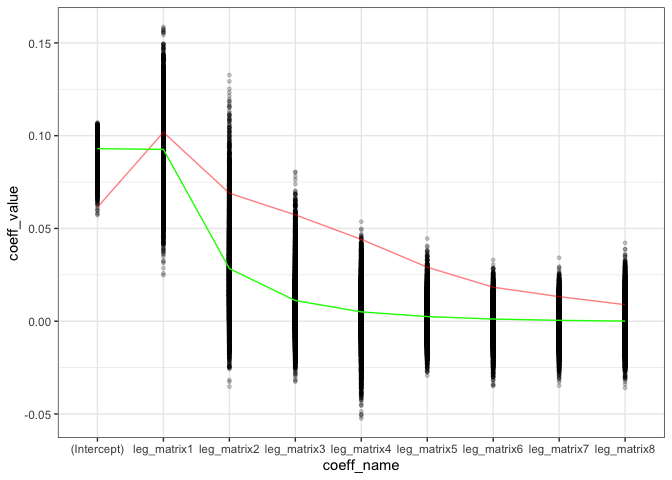 0.15
0.10
0.05
0.00
-0.05
coeff_value
(Intercept) leg_matrix1 leg_matrix2 leg_matrix3 leg_matrix4 leg_matrix5 leg_matrix6 leg_matrix7 leg_matrix8
coeff_name